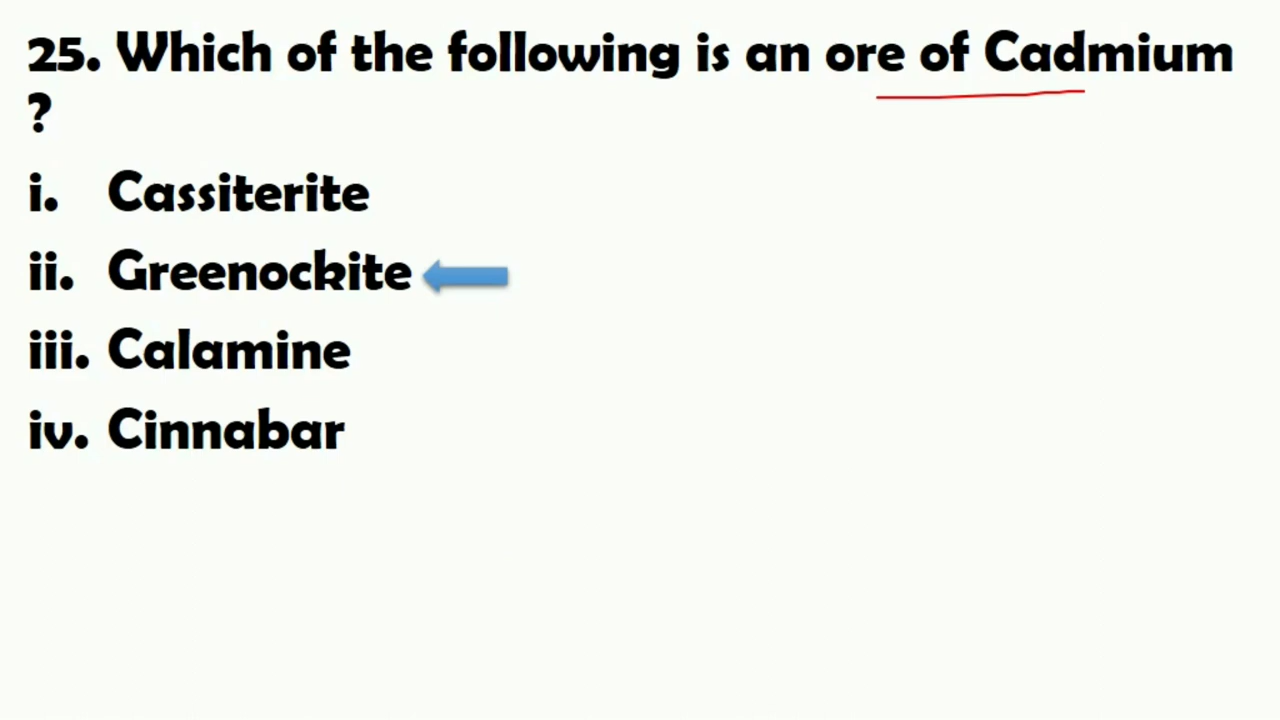 25. Which of the following is an ore of Cadmium
?
i. Cassiterite
ii. Greenockite
iii. Calamine
iv. Cinnabar